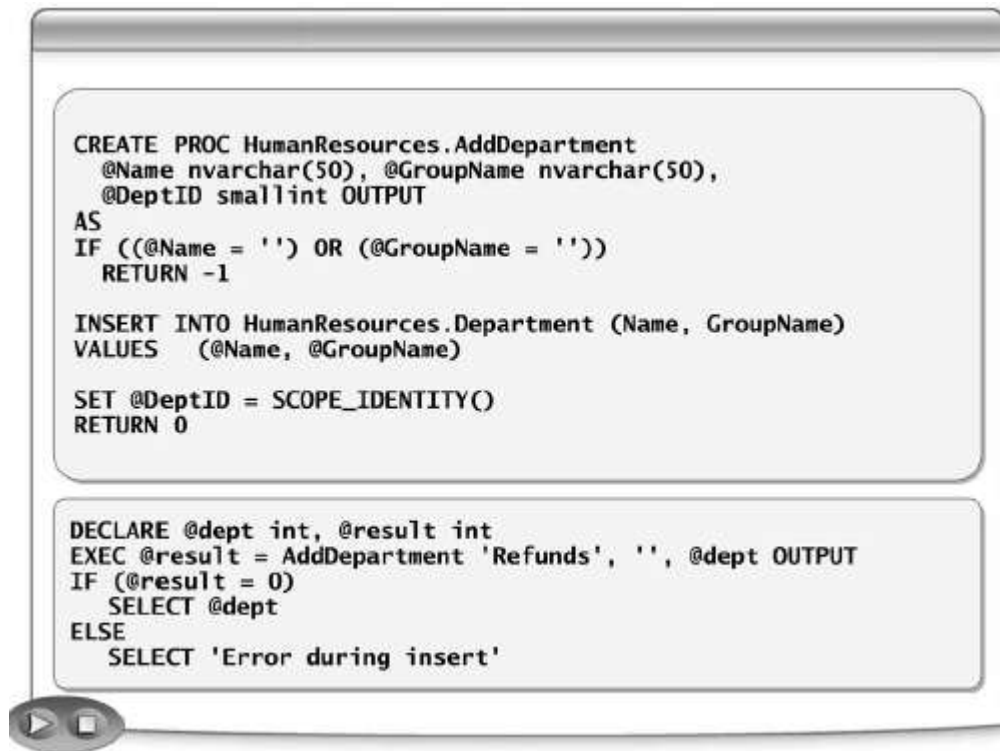 CREATE PROC HumanResources.AddDepartment
@Name nvarchar(50), @GroupName nvarchar(50),
@DeptID smallint OUTPUT
AS
IF ((@Name = '') OR (@GroupName = ''))
RETURN -1
INSERT INTO HumanResources.Department (Name, GroupName)
VALUES (@Name, @GroupName)
SET @DeptID = SCOPE_IDENTITY()
RETURN 0
DECLARE @dept int, @result int
EXEC @result = AddDepartment 'Refunds', '', @dept OUTPUT
IF (@result = 0)
SELECT @dept
ELSE
SELECT 'Error during insert'